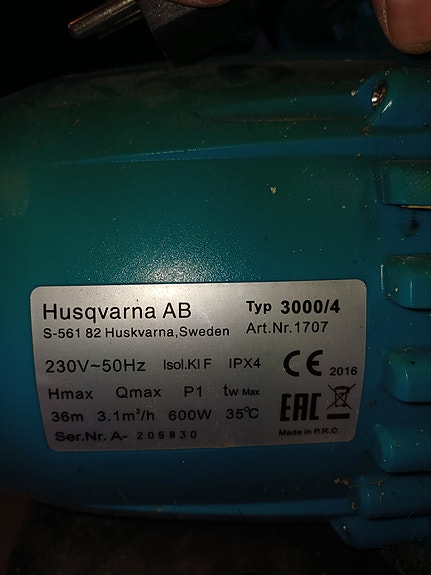 Husqvarna AB Typ 3000/4
S-561 82 Huskvarna,Sweden Art.Nr.1707
230V~50Hz Isol.Kl F IPX4 CE 2016
Hmax Qmax P1 tw Max
36m 3.1m³/h 600W 35°C EAC
Ser.Nr. A- 205830 Made in P.R.C